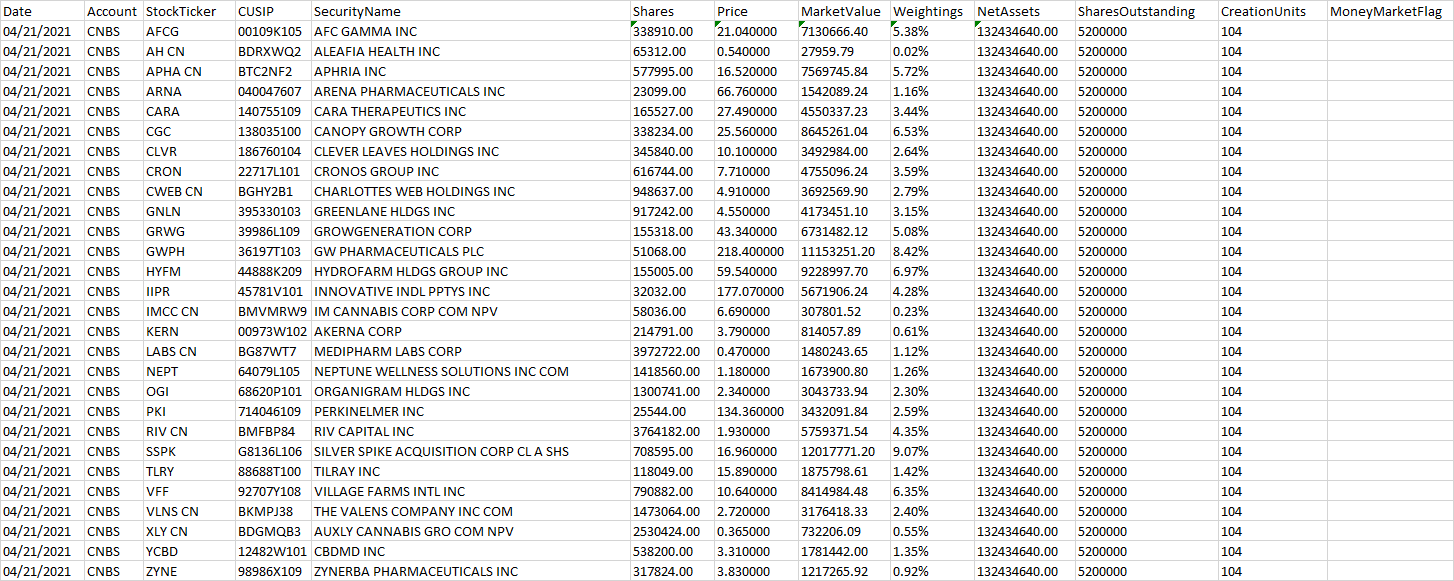 Date Account StockTicker CUSIP SecurityName Shares Price MarketValue Weightings NetAssets SharesOutstanding CreationUnits MoneyMarketFlag
04/21/2021 CNBS AFCG 00109K105 AFC GAMMA INC 338910.00 21.040000 7130666.40 5.38% 132434640.00 5200000 104
04/21/2021 CNBS AH CN BDRXWQ2 ALEAFIA HEALTH INC 65312.00 0.540000 27959.79 0.02% 132434640.00 5200000 104
04/21/2021 CNBS APHA CN BTC2NF2 APHRIA INC 577995.00 16.520000 7569745.84 5.72% 132434640.00 5200000 104
04/21/2021 CNBS ARNA 040047607 ARENA PHARMACEUTICALS INC 23099.00 66.760000 1542089.24 1.16% 132434640.00 5200000 104
04/21/2021 CNBS CARA 140755109 CARA THERAPEUTICS INC 165527.00 27.490000 4550337.23 3.44% 132434640.00 5200000 104
04/21/2021 CNBS CGC 138035100 CANOPY GROWTH CORP 338234.00 25.560000 8645261.04 6.53% 132434640.00 5200000 104
04/21/2021 CNBS CLVR 186760104 CLEVER LEAVES HOLDINGS INC 345840.00 10.100000 3492984.00 2.64% 132434640.00 5200000 104
04/21/2021 CNBS CRON 22717L101 CRONOS GROUP INC 616744.00 7.710000 4755096.24 3.59% 132434640.00 5200000 104
04/21/2021 CNBS CWEB CN BGHY2B1 CHARLOTTES WEB HOLDINGS INC 948637.00 4.910000 3692569.90 2.79% 132434640.00 5200000 104
04/21/2021 CNBS GNLN 395330103 GREENLANE HLDGS INC 917242.00 4.550000 4173451.10 3.15% 132434640.00 5200000 104
04/21/2021 CNBS GRWG 39986L109 GROWGENERATION CORP 155318.00 43.340000 6731482.12 5.08% 132434640.00 5200000 104
04/21/2021 CNBS GWPH 36197T103 GW PHARMACEUTICALS PLC 51068.00 218.400000 11153251.20 8.42% 132434640.00 5200000 104
04/21/2021 CNBS HYFM 44888K209 HYDROFARM HLDGS GROUP INC 155005.00 59.540000 9228997.70 6.97% 132434640.00 5200000 104
04/21/2021 CNBS IIPR 45781V101 INNOVATIVE INDL PPTYS INC 32032.00 177.070000 5671906.24 4.28% 132434640.00 5200000 104
04/21/2021 CNBS IMCC CN BMVMRW9 IM CANNABIS CORP COM NPV 58036.00 6.690000 307801.52 0.23% 132434640.00 5200000 104
04/21/2021 CNBS KERN 00973W102 AKERNA CORP 214791.00 3.790000 814057.89 0.61% 132434640.00 5200000 104
04/21/2021 CNBS LABS CN BG87WT7 MEDIPHARM LABS CORP 3972722.00 0.470000 1480243.65 1.12% 132434640.00 5200000 104
04/21/2021 CNBS NEPT 64079L105 NEPTUNE WELLNESS SOLUTIONS INC COM 1418560.00 1.180000 1673900.80 1.26% 132434640.00 5200000 104
04/21/2021 CNBS OGI 68620P101 ORGANIGRAM HLDGS INC 1300741.00 2.340000 3043733.94 2.30% 132434640.00 5200000 104
04/21/2021 CNBS PKI 714046109 PERKINELMER INC 25544.00 134.360000 3432091.84 2.59% 132434640.00 5200000 104
04/21/2021 CNBS RIV CN BMFBP84 RIV CAPITAL INC 3764182.00 1.930000 5759371.54 4.35% 132434640.00 5200000 104
04/21/2021 CNBS SSPK G8136L106 SILVER SPIKE ACQUISITION CORP CL A SHS 708595.00 16.960000 12017771.20 9.07% 132434640.00 5200000 104
04/21/2021 CNBS TLRY 88688T100 TILRAY INC 118049.00 15.890000 1875798.61 1.42% 132434640.00 5200000 104
04/21/2021 CNBS VFF 92707Y108 VILLAGE FARMS INTL INC 790882.00 10.640000 8414984.48 6.35% 132434640.00 5200000 104
04/21/2021 CNBS VLNS CN BKMPJ38 THE VALENS COMPANY INC COM 1473064.00 2.720000 3176418.33 2.40% 132434640.00 5200000 104
04/21/2021 CNBS XLY CN BDGMQB3 AUXLY CANNABIS GRO COM NPV 2530424.00 0.365000 732206.09 0.55% 132434640.00 5200000 104
04/21/2021 CNBS YCBD 12482W101 CBDMD INC 538200.00 3.310000 1781442.00 1.35% 132434640.00 5200000 104
04/21/2021 CNBS ZYNE 98986X109 ZYNERBA PHARMACEUTICALS INC 317824.00 3.830000 1217265.92 0.92% 132434640.00 5200000 104